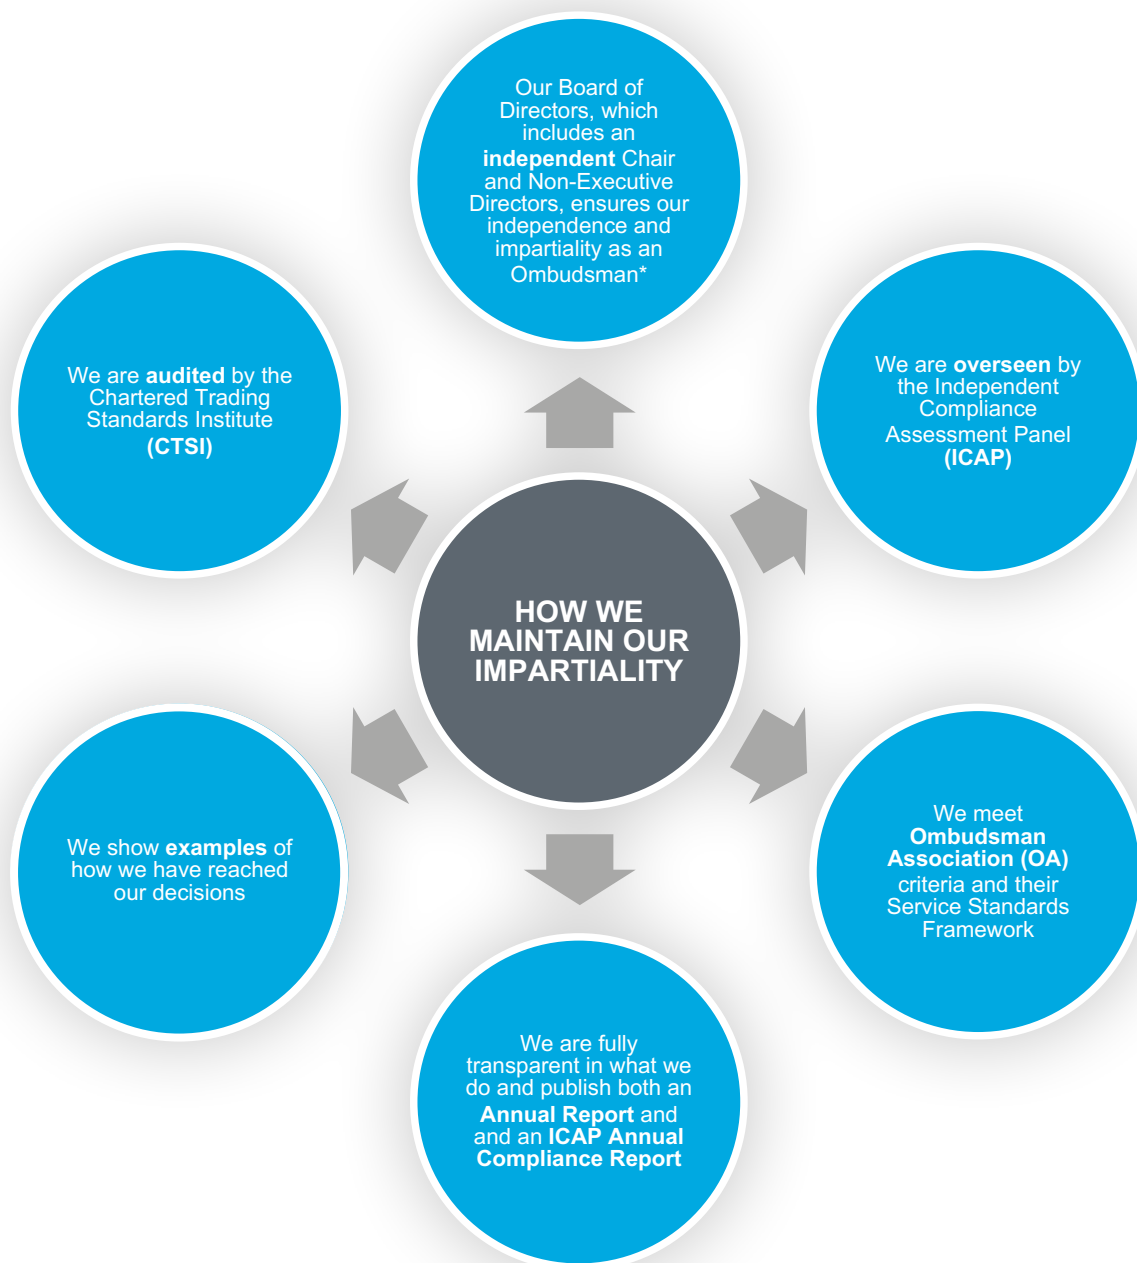 Our Board of
Directors, which
includes an
independent Chair
and Non-Executive
Directors, ensures our
independence and
impartiality as an
Ombudsman*
We are audited by the
Chartered Trading
Standards Institute
(CTSI)
We are overseen by
the Independent
Compliance
Assessment Panel
(ICAP)
HOW WE
MAINTAIN OUR
IMPARTIALITY
We show examples of
how we have reached
our decisions
We meet
Ombudsman
Association (OA)
criteria and their
Service Standards
Framework
We are fully
transparent in what we
do and publish both an
Annual Report and
and an ICAP Annual
Compliance Report